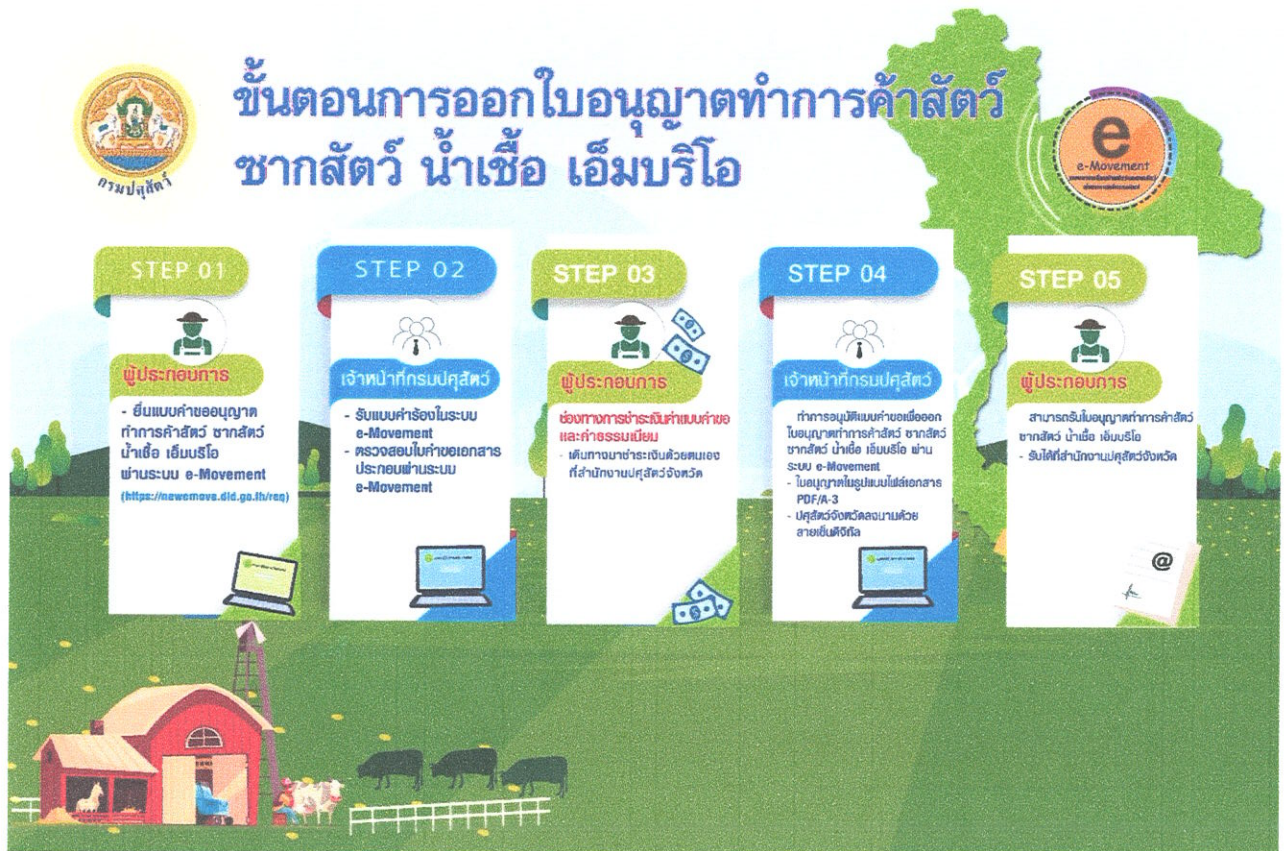 ขั้นตอนการออกใบอนุญาตทำการค้าสัตว์
ซากสัตว์ น้ำเชื้อ เอ็มบริโอ
กรมปศุสัตว์
e
e-Movement
STEP 01
ผู้ประกอบการ
- ยื่นแบบคำขออนุญาต
ทำการค้าสัตว์ ซากสัตว์
น้ำเชื้อ เอ็มบริโอ
ผ่านระบบ e-Movement
(https://newemove.dld.go.th/req)
STEP 02
เจ้าหน้าที่กรมปศุสัตว์
- รับแบบคำร้องในระบบ
e-Movement
- ตรวจสอบใบคำขอเอกสาร
ประกอบผ่านระบบ
e-Movement
STEP 03
ผู้ประกอบการ
ช่องทางการชำระเงินค่าแบบคำขอ
และค่าธรรมเนียม
- เดินทางมาชำระเงินด้วยตนเอง
ที่สำนักงานปศุสัตว์จังหวัด
STEP 04
เจ้าหน้าที่กรมปศุสัตว์
ทำการอนุมัติแบบคำขอเพื่อออก
ใบอนุญาตทำการค้าสัตว์ ซากสัตว์
ซากสัตว์ น้ำเชื้อ เอ็มบริโอ ผ่าน
ระบบ e-Movement
- ใบอนุญาตในรูปแบบไฟล์เอกสาร
PDF/A-3
- ปศุสัตว์จังหวัดลงนามด้วย
ลายเซ็นดิจิทัล
STEP 05
ผู้ประกอบการ
สามารถรับใบอนุญาตทำการค้าสัตว์
ซากสัตว์ น้ำเชื้อ เอ็มบริโอ
- รับได้ที่สำนักงานปศุสัตว์จังหวัด
@